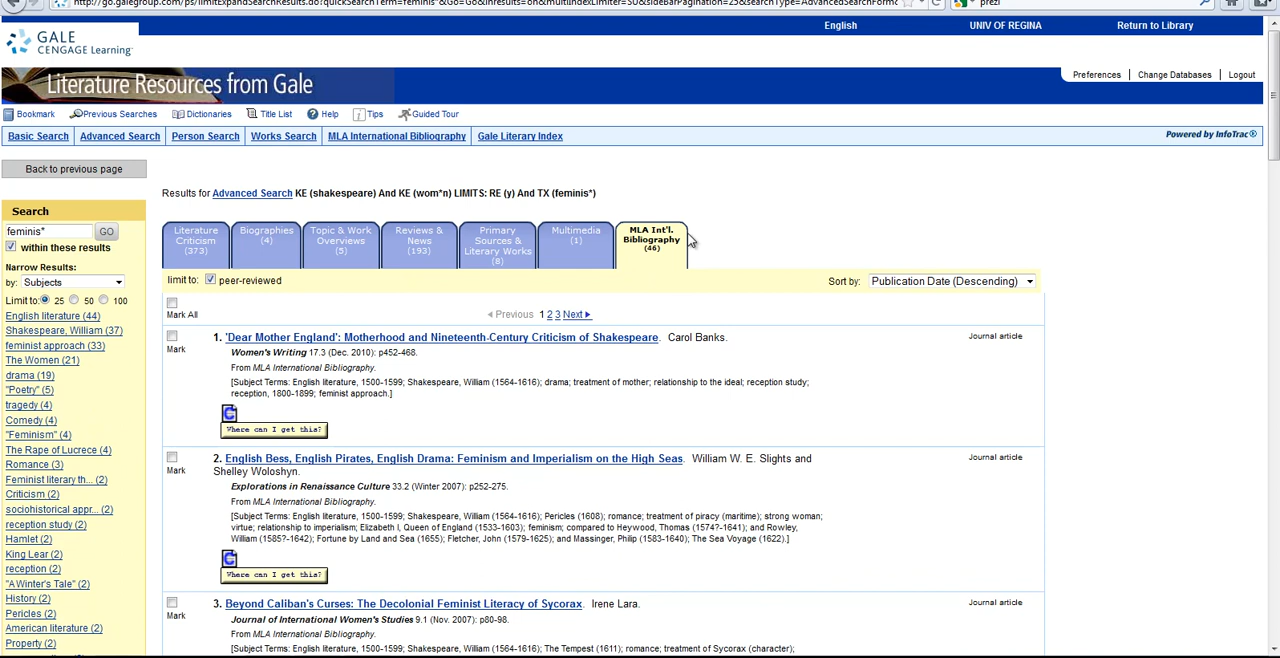 http://go.galegroup.com/ps/limitExpandSearchResults.do?quickSearchTerm=feminis*&Go=Go&inresults=on&multiIndexLimiter=SU&sideBarPagination=25&searchType=AdvancedSearchForm
prezi
GALE
CENGAGE Learning
English
UNIV OF REGINA
Return to Library
Literature Resources from Gale
Preferences | Change Databases | Logout
Bookmark Previous Searches Dictionaries Title List Help Tips Guided Tour
Basic Search Advanced Search Person Search Works Search MLA International Bibliography Gale Literary Index
Powered by InfoTrac®
Back to previous page
Results for Advanced Search KE (shakespeare) And KE (wom*n) LIMITS: RE (y) And TX (feminis*)
Search
feminis* GO
within these results
Narrow Results:
by: Subjects
Limit to: 25 50 100
English literature (44)
Shakespeare, William (37)
feminist approach (33)
The Women (21)
drama (19)
"Poetry" (5)
tragedy (4)
Comedy (4)
"Feminism" (4)
The Rape of Lucrece (4)
Romance (3)
Feminist literary th... (2)
Criticism (2)
sociohistorical appr... (2)
reception study (2)
Hamlet (2)
King Lear (2)
reception (2)
"A Winter's Tale" (2)
History (2)
Pericles (2)
American literature (2)
Property (2)
Literature Criticism (373)
Biographies (4)
Topic & Work Overviews (5)
Reviews & News (193)
Primary Sources & Literary Works (8)
Multimedia (1)
MLA Int'l. Bibliography (46)
limit to: peer-reviewed
Sort by: Publication Date (Descending)
Mark All
Previous 1 2 3 Next
Mark
1. 'Dear Mother England': Motherhood and Nineteenth-Century Criticism of Shakespeare. Carol Banks.
Journal article
Women's Writing 17.3 (Dec. 2010): p452-468.
From MLA International Bibliography.
[Subject Terms: English literature, 1500-1599; Shakespeare, William (1564-1616); drama; treatment of mother; relationship to the ideal; reception study;
reception, 1800-1899; feminist approach.]
Where can I get this?
Mark
2. English Bess, English Pirates, English Drama: Feminism and Imperialism on the High Seas. William W. E. Slights and
Shelley Woloshyn.
Journal article
Explorations in Renaissance Culture 33.2 (Winter 2007): p252-275.
From MLA International Bibliography.
[Subject Terms: English literature, 1500-1599; Shakespeare, William (1564-1616); Pericles (1608); romance; treatment of piracy (maritime); strong woman;
virtue; relationship to imperialism; Elizabeth I, Queen of England (1533-1603); feminism; compared to Heywood, Thomas (1574?-1641); and Rowley,
William (1585?-1642); Fortune by Land and Sea (1655); Fletcher, John (1579-1625); and Massinger, Philip (1583-1640); The Sea Voyage (1622).]
Where can I get this?
Mark
3. Beyond Caliban's Curses: The Decolonial Feminist Literacy of Sycorax. Irene Lara.
Journal article
Journal of International Women's Studies 9.1 (Nov. 2007): p80-98.
From MLA International Bibliography.
[Subject Terms: English literature, 1500-1599; Shakespeare, William (1564-1616); The Tempest (1611); romance; treatment of Sycorax (character);